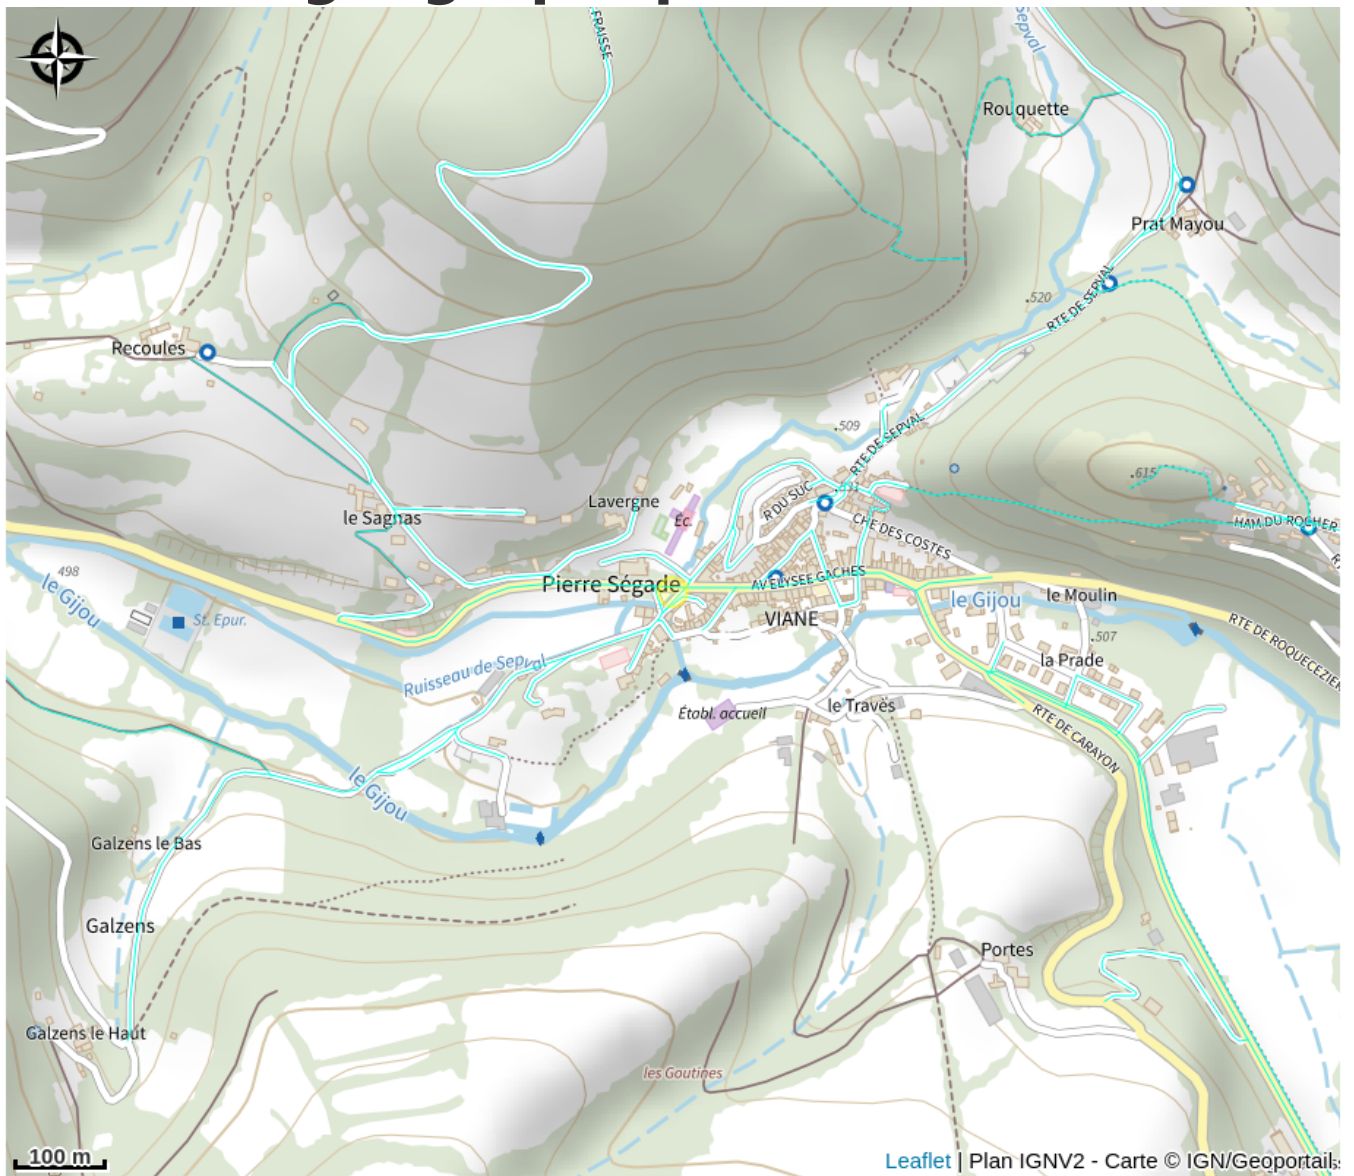 FRAISSE
Sepval
Rouquette
Prat Mayou
.520
RTE DE SEPVAL
Recoules
.509
RTE DE SEPVAL
.615
Lavergne
R DU SUC
le Sagnas
Éc.
CHE DES COSTES
HAM DU ROCHER
498
le Gijou
Pierre Ségade
AV ELYSEE GACHES
le Gijou
le Moulin
St. Epur.
VIANE
RTE DE ROQUECEZIER
.507
Ruisseau de Sepval
la Prade
Établ. accueil
le Travès
RTE DE CARAYON
le Gijou
Galzens le Bas
Galzens
Portes
Galzens le Haut
les Goutines
100 m
Leaflet | Plan IGNV2 - Carte © IGN/Geoportail